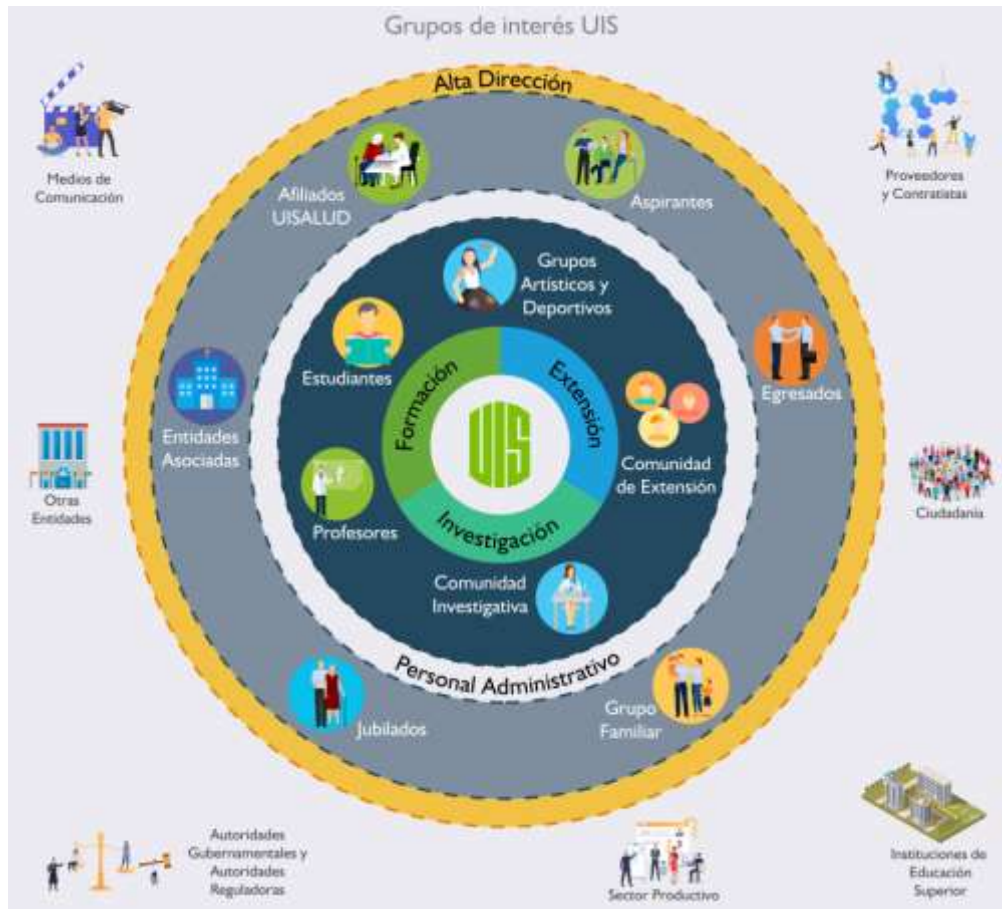 Grupos de interés UIS
Alta Dirección
Medios de
Comunicación
Proveedores
y Contratistas
Afiliados
UISALUD
Aspirantes
Grupos
Artísticos y
Deportivos
Estudiantes
Egresados
Formación
Extensión
UIS
Entidades
Asociadas
Comunidad
de Extensión
Otras
Entidades
Ciudadanía
Profesores
Investigación
Comunidad
Investigativa
Personal Administrativo
Jubilados
Grupo
Familiar
Autoridades
Gubernamentales y
Autoridades
Reguladoras
Sector Productivo
Instituciones de
Educación
Superior